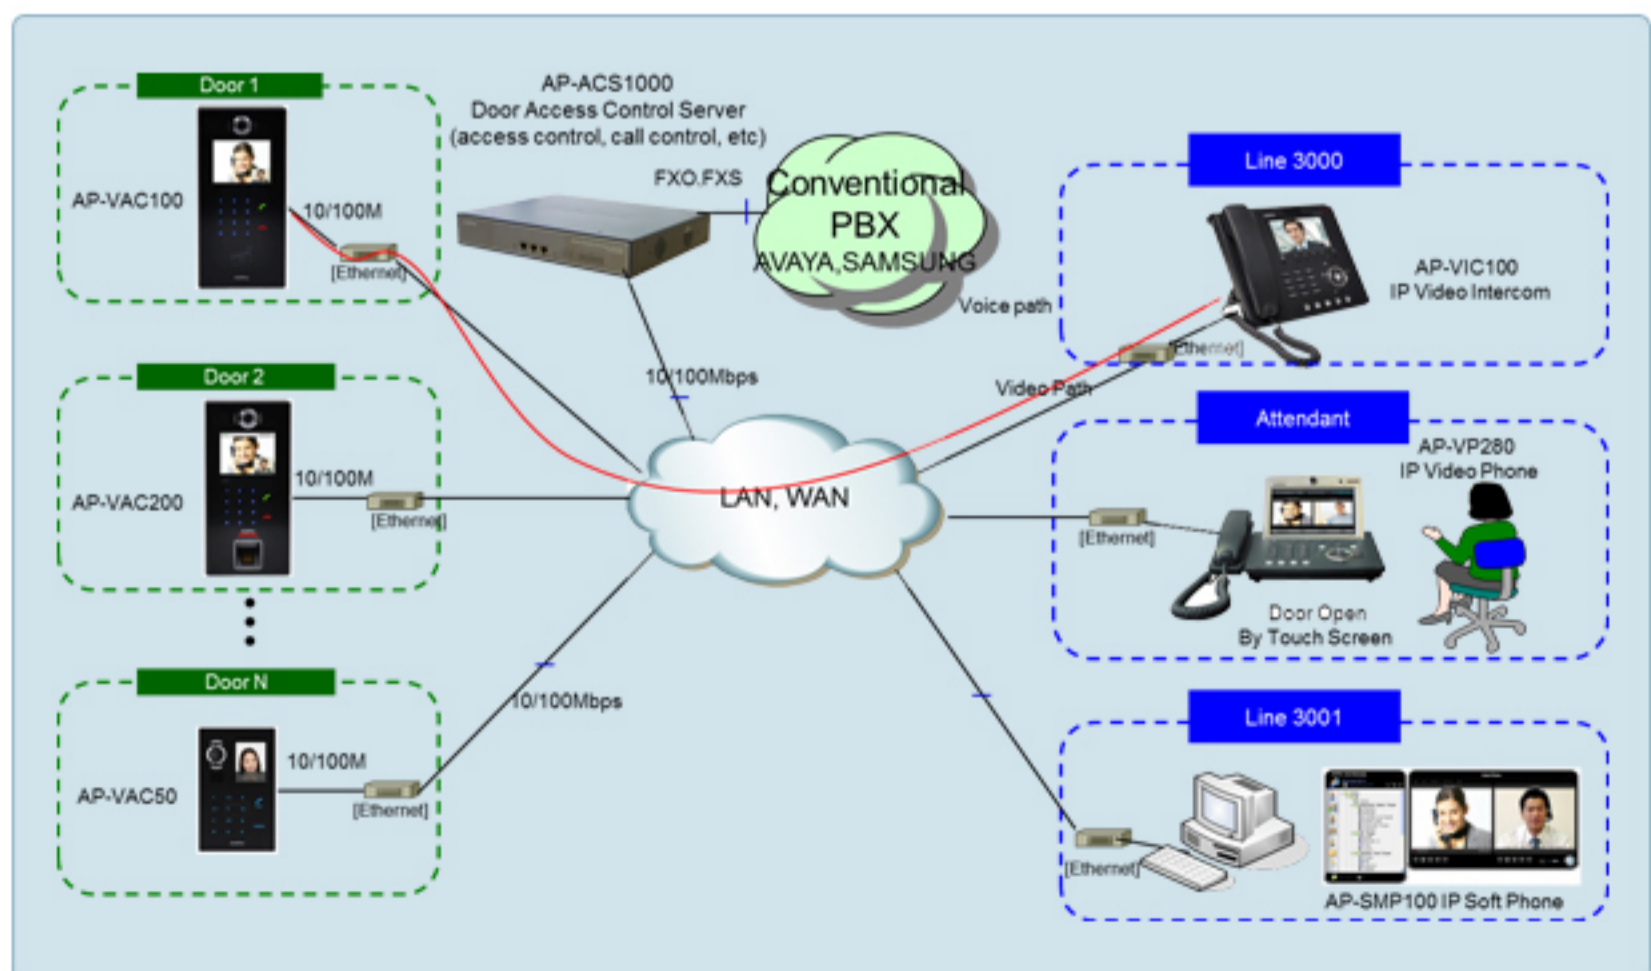 Door 1
AP-VAC100
10/100M
[Ethernet]
AP-ACS1000
Door Access Control Server
(access control, call control, etc)
FXO.FXS
Conventional
PBX
AVAYA,SAMSUNG
Voice path
Line 3000
AP-VIC100
IP Video Intercom
[Ethernet]
Video Path
10/100Mbps
Door 2
AP-VAC200
10/100M
[Ethernet]
LAN, WAN
Attendant
AP-VP280
IP Video Phone
[Ethernet]
Door Open
By Touch Screen
Door N
AP-VAC50
10/100M
[Ethernet]
10/100Mbps
Line 3001
[Ethernet]
AP-SMP100 IP Soft Phone